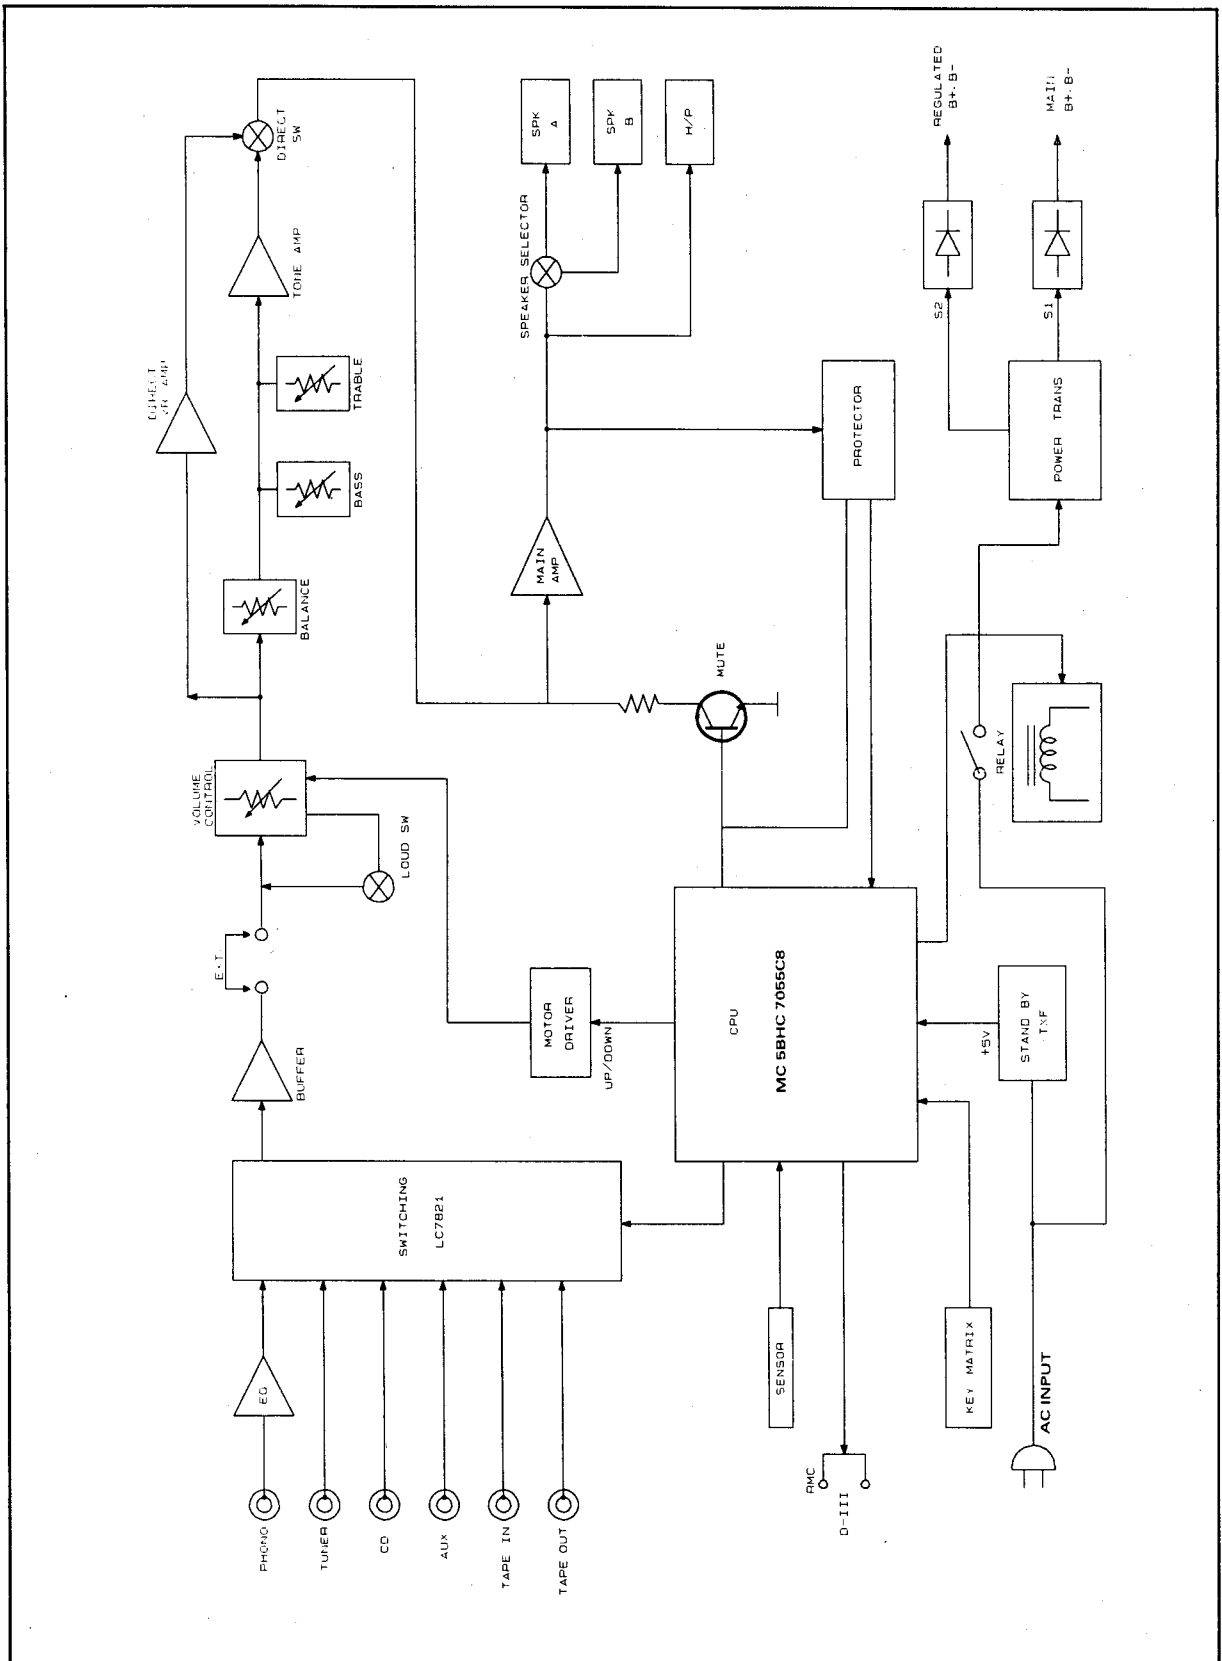 PHONO
TUNER
CD
AUX
TAPE IN
TAPE OUT
EQ
SWITCHING
LC7821
BUFFER
LOUD SW
VOLUME
CONTROL
BALANCE
BASS
TRABLE
TONE AMP
DIRECT
SW
MOTOR
DRIVER
UP/DOWN
CPU
MC 5BHC 7055C8
MUTE
MAIN
AMP
SPEAKER SELECTOR
SPK
A
SPK
B
H/P
PROTECTOR
SENSOR
RMC
D-III
KEY MATRIX
AC INPUT
STAND BY
TXF
+5V
RELAY
POWER TRANS
S2
S1
REGULATED
B+.B-
MAIN
B+.B-